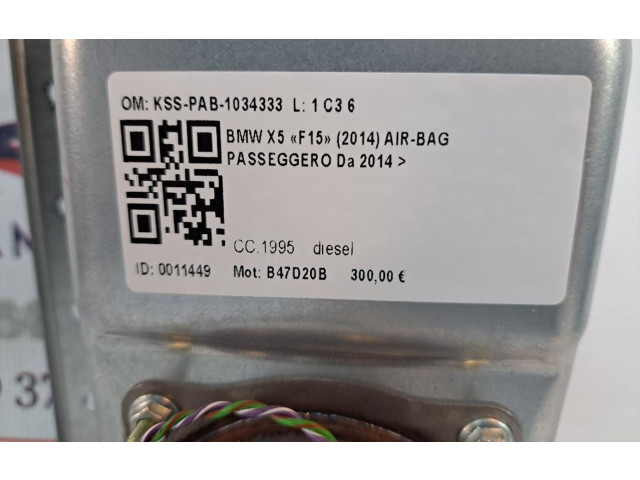 OM: KSS-PAB-1034333 L: 1 C3 6
BMW X5 «F15» (2014) AIR-BAG
PASSEGGERO Da 2014 >
CC.1995 diesel
ID: 0011449 Mot: B47D20B 300,00 €